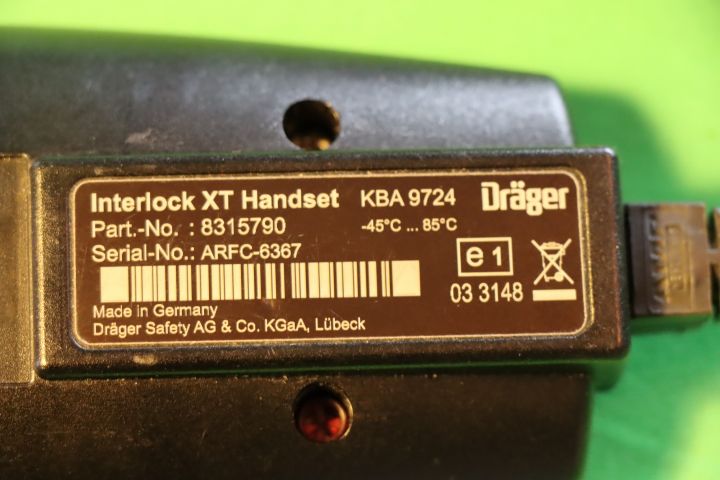 Interlock XT Handset KBA 9724 Dräger
Part.-No. : 8315790 -45°C ... 85°C
Serial-No.: ARFC-6367
e1
03 3148
Made in Germany
Dräger Safety AG & Co. KGaA, Lübeck